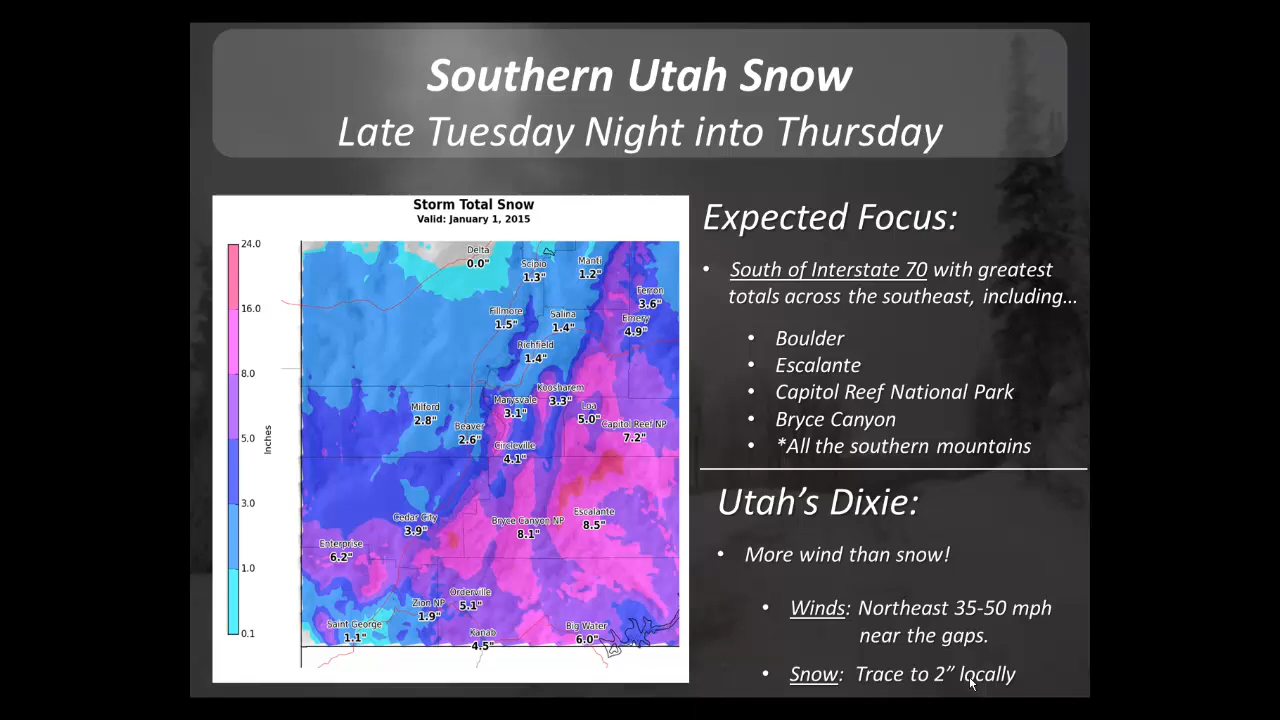 Southern Utah Snow
Late Tuesday Night into Thursday
Storm Total Snow
Valid: January 1, 2015
24.0
16.0
8.0
5.0
3.0
1.0
0.1
Inches
Delta
0.0"
Scipio
1.3"
Manti
1.2"
Ferron
3.6"
Fillmore
1.5"
Salina
1.4"
Emery
4.9"
Richfield
1.4"
Koosharem
3.3"
Marysvale
3.1"
Loa
5.0"
Milford
2.8"
Beaver
2.6"
Capitol Reef NP
7.2"
Circleville
4.1"
Cedar City
3.9"
Bryce Canyon NP
8.1"
Escalante
8.5"
Enterprise
6.2"
Orderville
5.1"
Zion NP
1.9"
Saint George
1.1"
Kanab
4.5"
Big Water
6.0"
Expected Focus:
• South of Interstate 70 with greatest
totals across the southeast, including…
• Boulder
• Escalante
• Capitol Reef National Park
• Bryce Canyon
• *All the southern mountains
Utah’s Dixie:
• More wind than snow!
• Winds: Northeast 35-50 mph
near the gaps.
• Snow: Trace to 2” locally